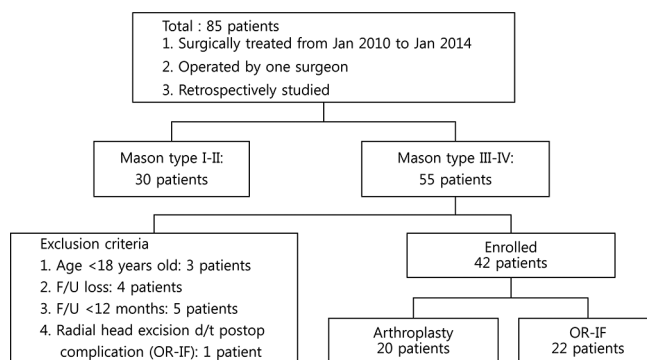 Total : 85 patients
1. Surgically treated from Jan 2010 to Jan 2014
2. Operated by one surgeon
3. Retrospectively studied
Mason type I-II:
30 patients
Mason type III-IV:
55 patients
Exclusion criteria
1. Age <18 years old: 3 patients
2. F/U loss: 4 patients
3. F/U <12 months: 5 patients
4. Radial head excision d/t postop
complication (OR-IF): 1 patient
Enrolled
42 patients
Arthroplasty
20 patients
OR-IF
22 patients